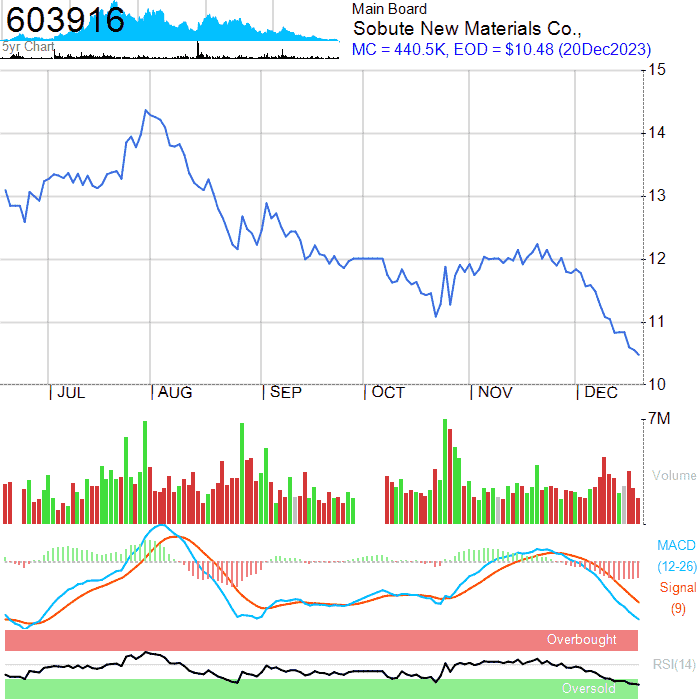 603916
5yr Chart
Main Board
Sobute New Materials Co.,
MC = 440.5K, EOD = $10.48 (20Dec2023)
15
14
13
12
11
10
JUL AUG SEP OCT NOV DEC
7M
Volume
MACD
(12-26)
Signal
(9)
Overbought
RSI(14)
Oversold